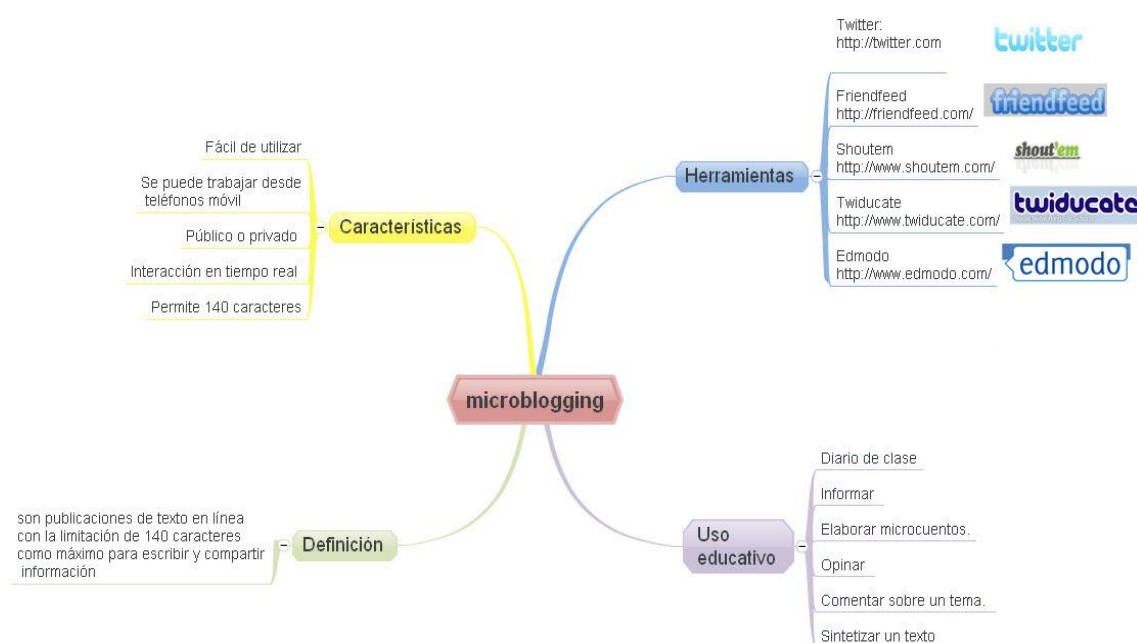 Twitter:
http://twitter.com
twitter
Friendfeed
http://friendfeed.com/
friendfeed
Shoutem
http://www.shoutem.com/
shout'em
Twiducate
http://www.twiducate.com/
twiducate
Edmodo
http://www.edmodo.com/
edmodo
Herramientas
Fácil de utilizar
Se puede trabajar desde
teléfonos móvil
Público o privado
Interacción en tiempo real
Permite 140 caracteres
Características
microblogging
son publicaciones de texto en línea
con la limitación de 140 caracteres
como máximo para escribir y compartir
información
Definición
Uso
educativo
Diario de clase
Informar
Elaborar microcuentos.
Opinar
Comentar sobre un tema.
Sintetizar un texto